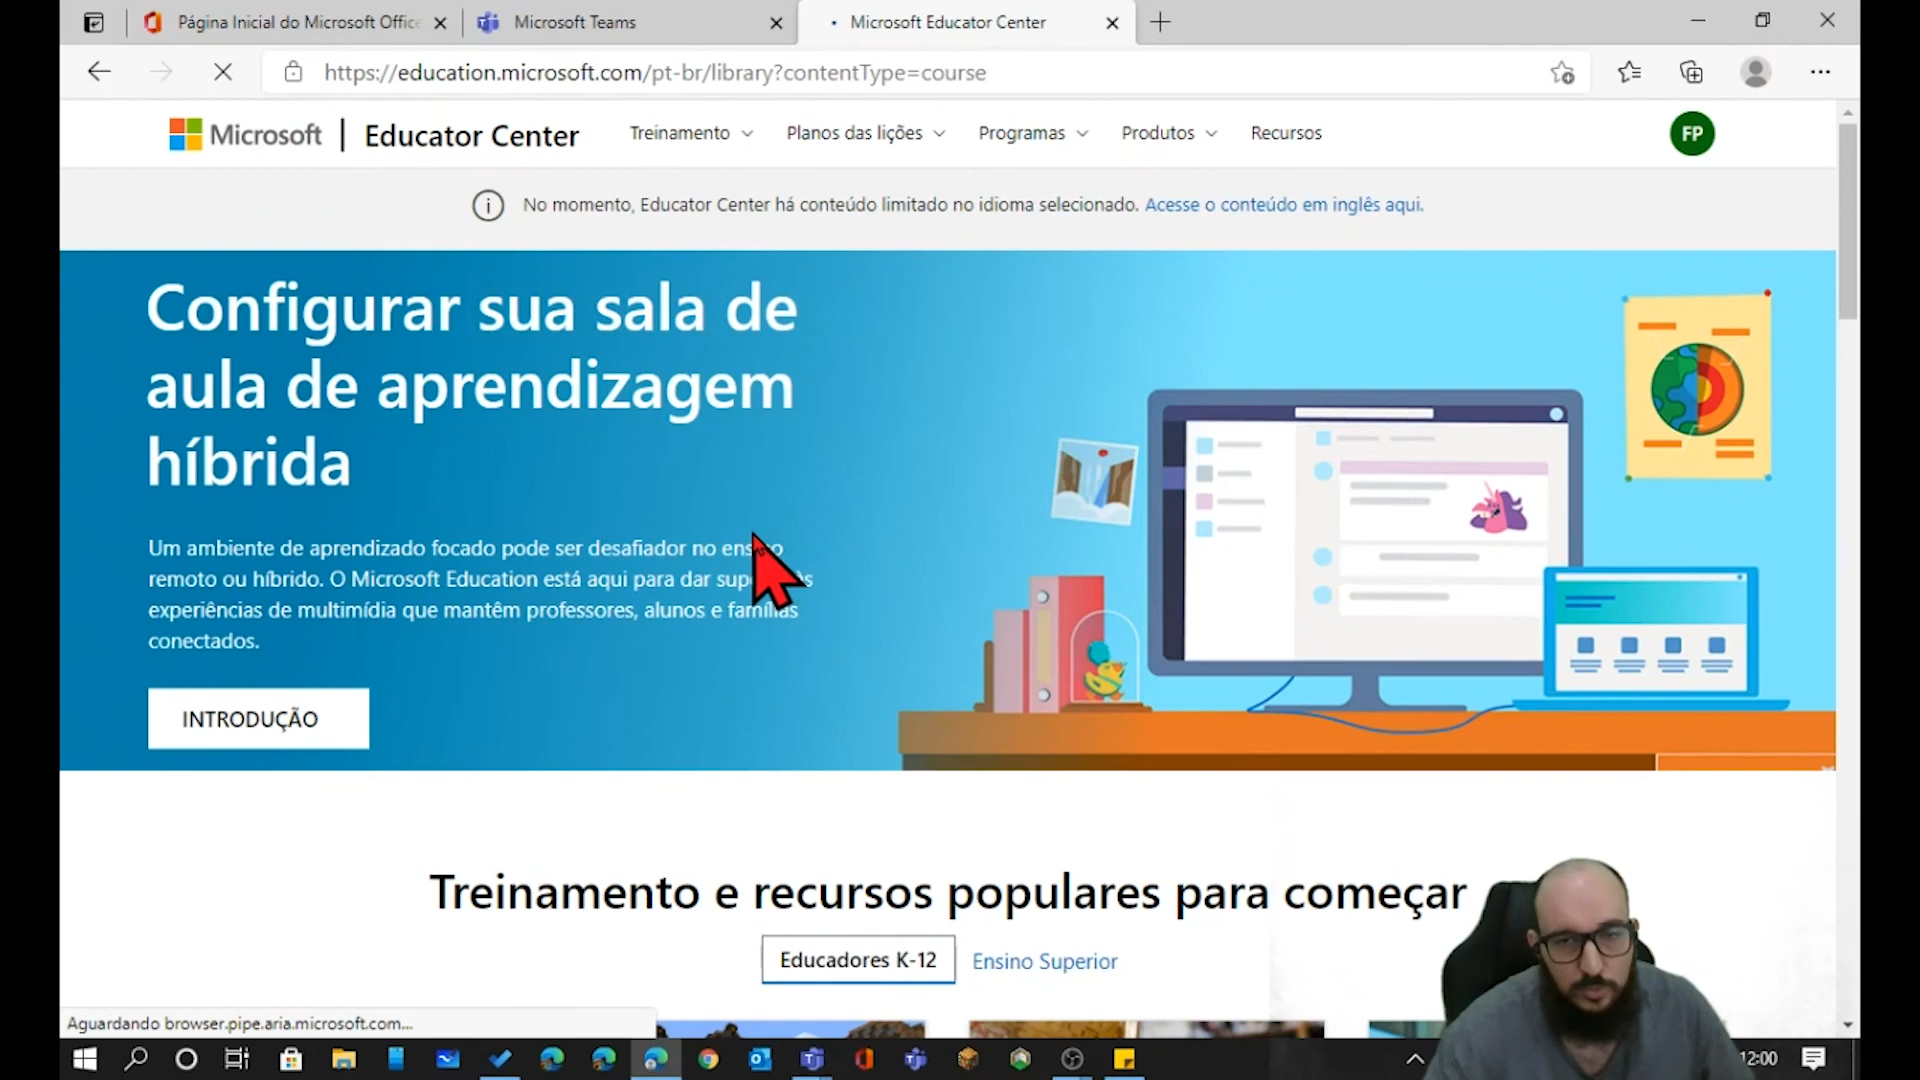 Página Inicial do Microsoft Office
Microsoft Teams
Microsoft Educator Center
https://education.microsoft.com/pt-br/library?contentType=course
Microsoft | Educator Center
Treinamento
Planos das lições
Programas
Produtos
Recursos
FP
No momento, Educator Center há conteúdo limitado no idioma selecionado. Acesse o conteúdo em inglês aqui.
Configurar sua sala de
aula de aprendizagem
híbrida
Um ambiente de aprendizado focado pode ser desafiador no ensino
remoto ou híbrido. O Microsoft Education está aqui para dar
experiências de multimídia que mantêm professores, alunos e famílias
conectados.
INTRODUÇÃO
Treinamento e recursos populares para começar
Educadores K-12
Ensino Superior
Aguardando browser.pipe.aria.microsoft.com...
12:00